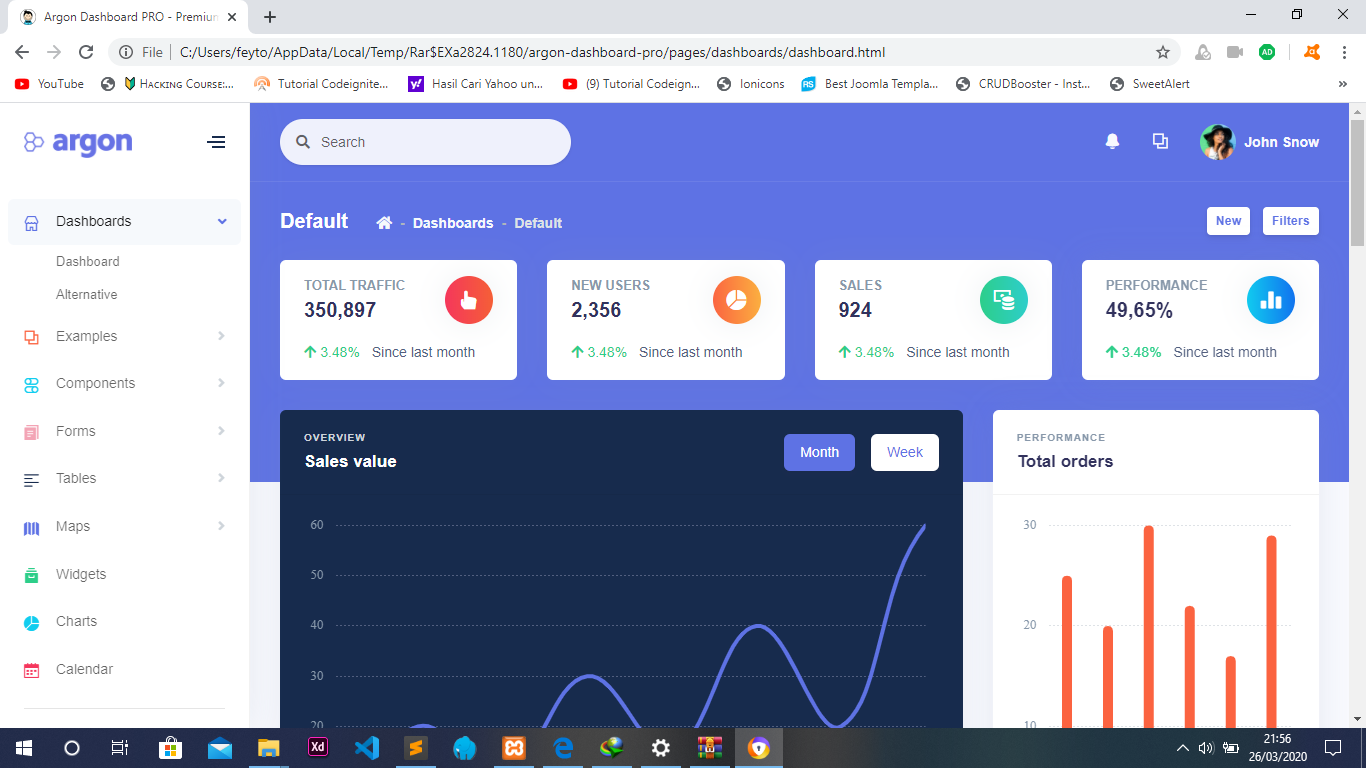 Argon Dashboard PRO - Premium
File
C:/Users/feyto/AppData/Local/Temp/Rar$EXa2824.1180/argon-dashboard-pro/pages/dashboards/dashboard.html
AD
YouTube
Hacking Course:...
Tutorial Codeignite...
Hasil Cari Yahoo un...
(9) Tutorial Codeign...
Ionicons
RS
Best Joomla Templa...
CRUDBooster - Inst...
SweetAlert
»
argon
Search
John Snow
Dashboards
Dashboard
Alternative
Examples
Components
Forms
Tables
Maps
Widgets
Charts
Calendar
Default
- Dashboards - Default
New
Filters
TOTAL TRAFFIC
350,897
3.48% Since last month
NEW USERS
2,356
3.48% Since last month
SALES
924
3.48% Since last month
PERFORMANCE
49,65%
3.48% Since last month
OVERVIEW
Sales value
Month
Week
60
50
40
30
20
PERFORMANCE
Total orders
30
20
10
Xd
21:56
26/03/2020